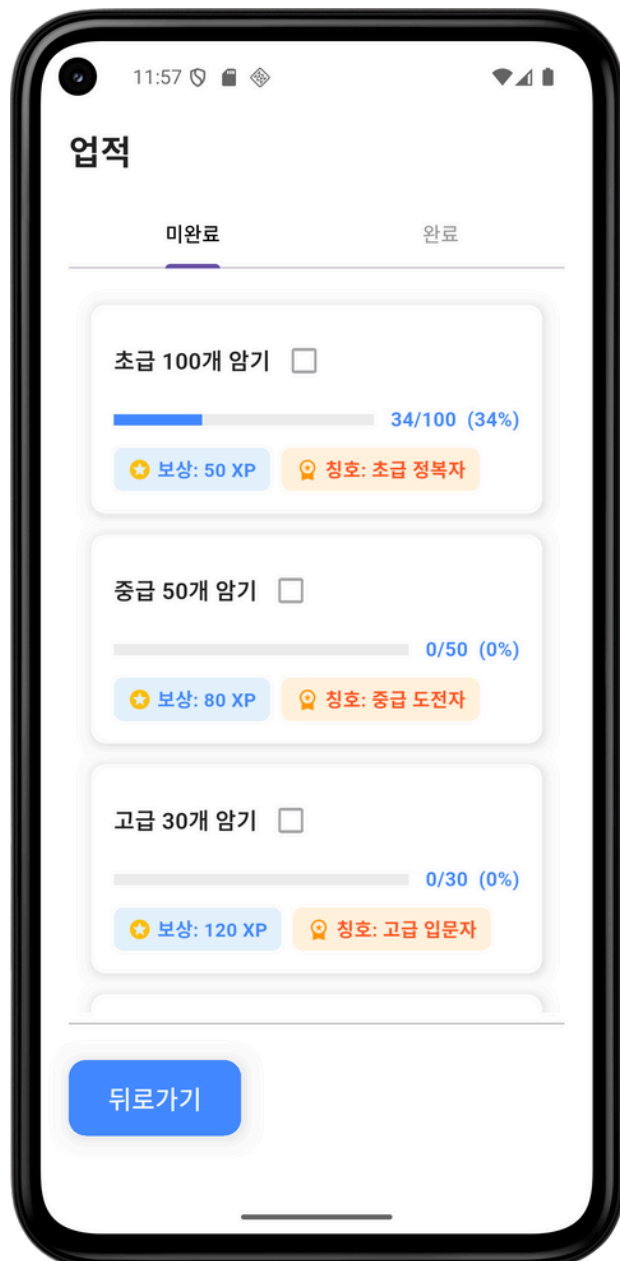 11:57
업적
미완료 완료
초급 100개 암기
34/100 (34%)
보상: 50 XP 칭호: 초급 정복자
중급 50개 암기
0/50 (0%)
보상: 80 XP 칭호: 중급 도전자
고급 30개 암기
0/30 (0%)
보상: 120 XP 칭호: 고급 입문자
뒤로가기